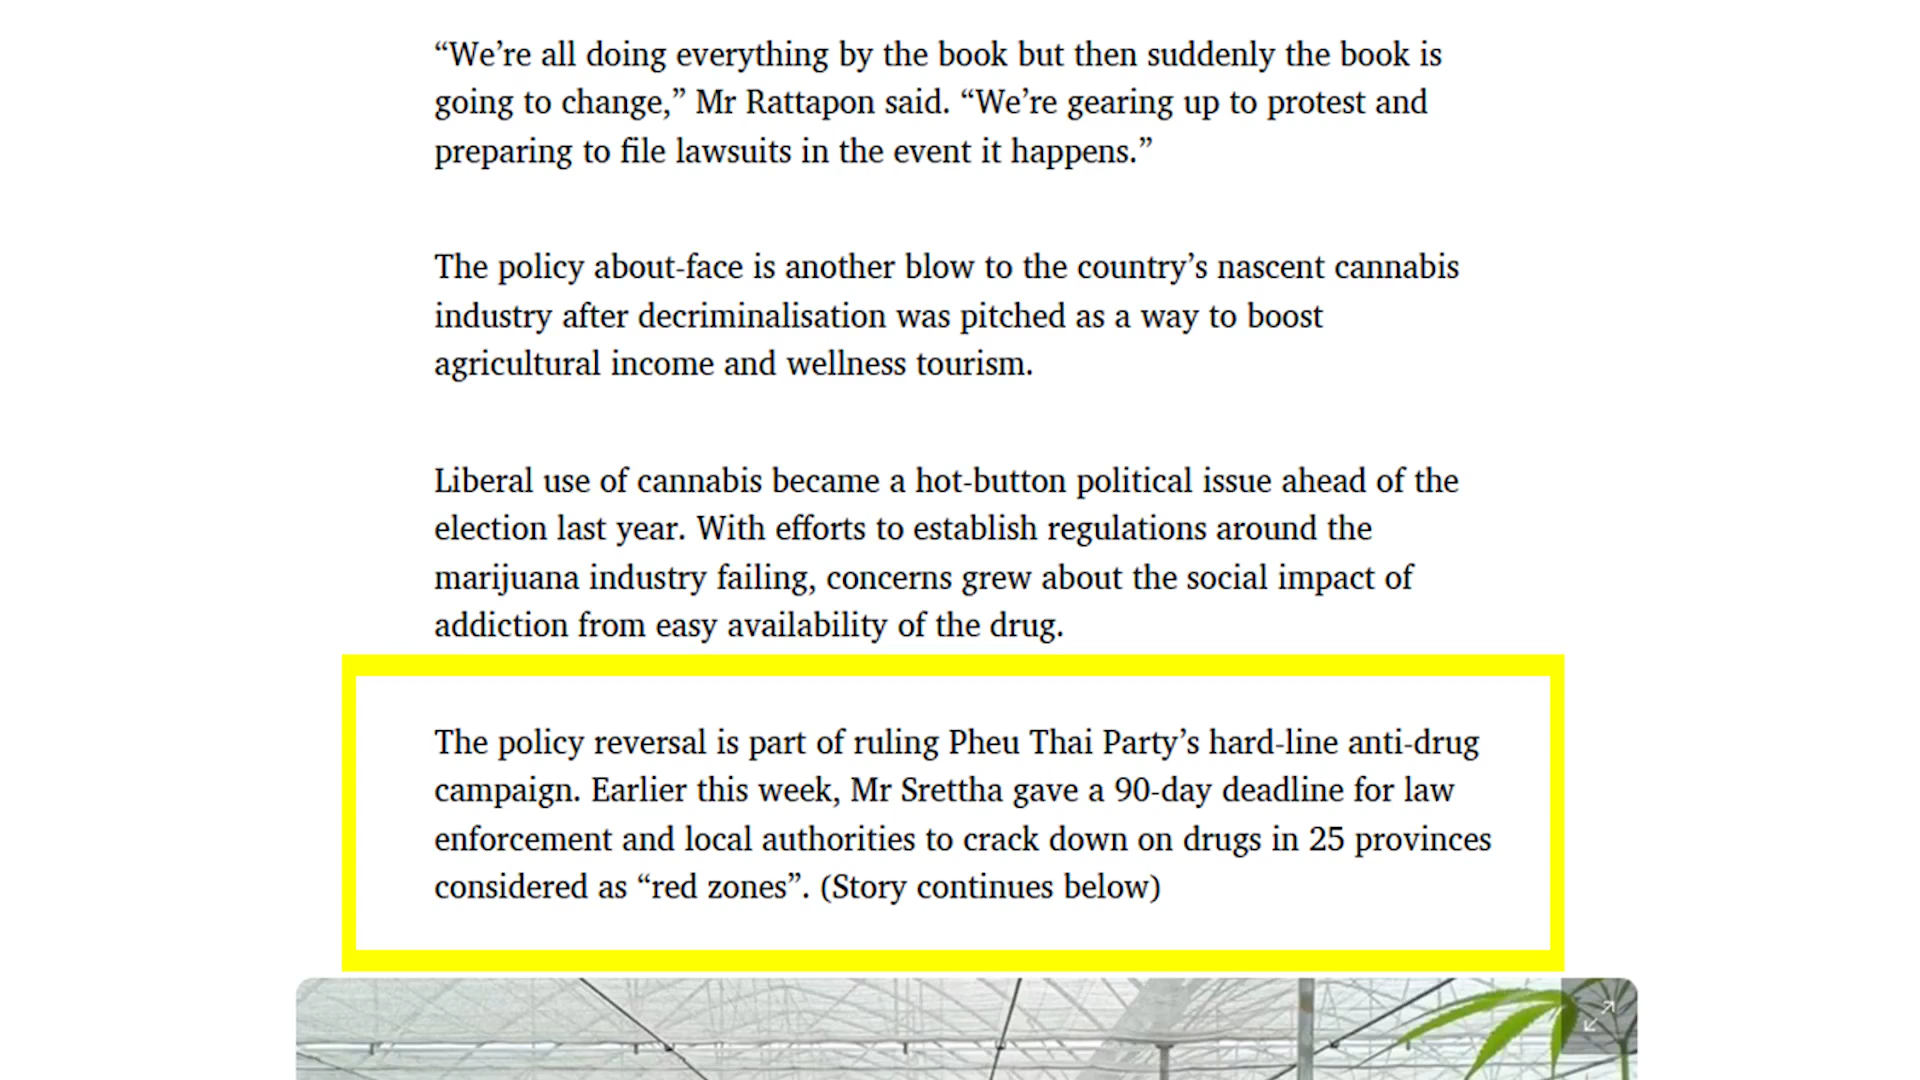 “We’re all doing everything by the book but then suddenly the book is
going to change,” Mr Rattapon said. “We’re gearing up to protest and
preparing to file lawsuits in the event it happens.”
The policy about-face is another blow to the country’s nascent cannabis
industry after decriminalisation was pitched as a way to boost
agricultural income and wellness tourism.
Liberal use of cannabis became a hot-button political issue ahead of the
election last year. With efforts to establish regulations around the
marijuana industry failing, concerns grew about the social impact of
addiction from easy availability of the drug.
The policy reversal is part of ruling Pheu Thai Party’s hard-line anti-drug
campaign. Earlier this week, Mr Srettha gave a 90-day deadline for law
enforcement and local authorities to crack down on drugs in 25 provinces
considered as “red zones”. (Story continues below)